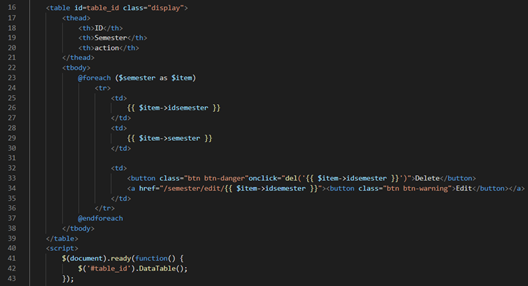 16 <table id=table_id class="display">
17 <thead>
18 <th>ID</th>
19 <th>Semester</th>
20 <th>action</th>
21 </thead>
22 <tbody>
23 @foreach ($semester as $item)
24 <tr>
25 <td>
26 {{ $item->idsemester }}
27 </td>
28 <td>
29 {{ $item->semester }}
30 </td>
31
32 <td>
33 <button class="btn btn-danger"onclick="del('{{ $item->idsemester }}')">Delete</button>
34 <a href="/semester/edit/{{ $item->idsemester }}"><button class="btn btn-warning">Edit</button></a>
35 </td>
36 </tr>
37 @endforeach
38 </tbody>
39 </table>
40 <script>
41 $(document).ready(function() {
42 $('#table_id').DataTable();
43 });